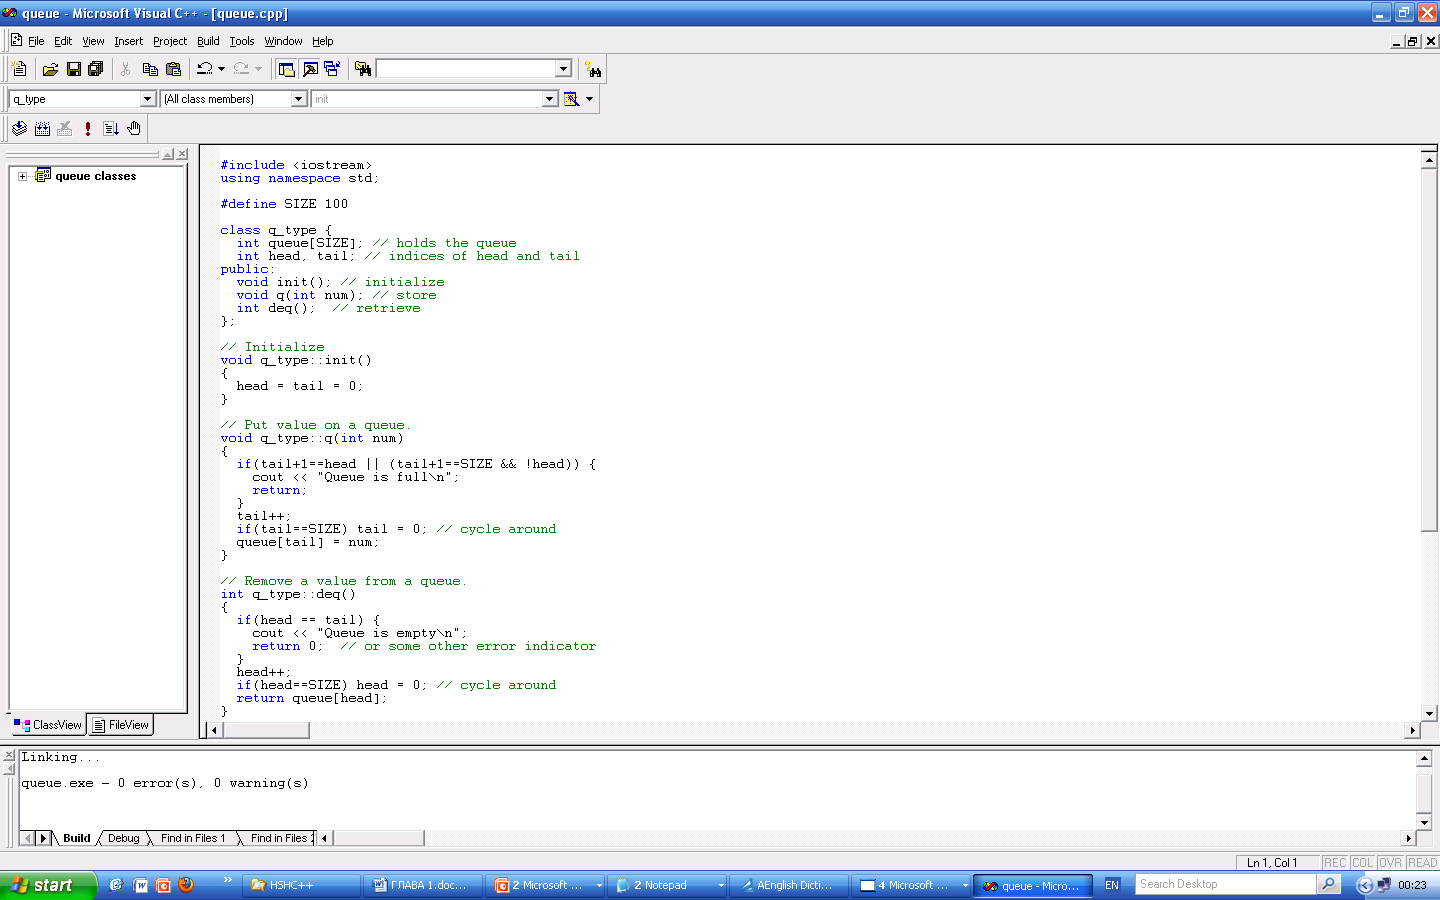 queue - Microsoft Visual C++ - [queue.cpp]
File Edit View Insert Project Build Tools Window Help
q_type (All class members) init
queue classes
#include <iostream>
using namespace std;
#define SIZE 100
class q_type {
  int queue[SIZE]; // holds the queue
  int head, tail; // indices of head and tail
public:
  void init(); // initialize
  void q(int num); // store
  int deq();  // retrieve
};
// Initialize
void q_type::init()
{
  head = tail = 0;
}
// Put value on a queue.
void q_type::q(int num)
{
  if(tail+1==head || (tail+1==SIZE && !head)) {
    cout << "Queue is full\n";
    return;
  }
  tail++;
  if(tail==SIZE) tail = 0; // cycle around
  queue[tail] = num;
}
// Remove a value from a queue.
int q_type::deq()
{
  if(head == tail) {
    cout << "Queue is empty\n";
    return 0;  // or some other error indicator
  }
  head++;
  if(head==SIZE) head = 0; // cycle around
  return queue[head];
}
ClassView FileView
Linking...
queue.exe - 0 error(s), 0 warning(s)
Build Debug Find in Files 1 Find in Files 2
Ln 1, Col 1 REC COL OVR READ
start HSHC++ ГЛАВА 1.doc... 2 Microsoft ... 2 Notepad AEnglish Dicti... 4 Microsoft ... queue - Micro... EN Search Desktop 00:23